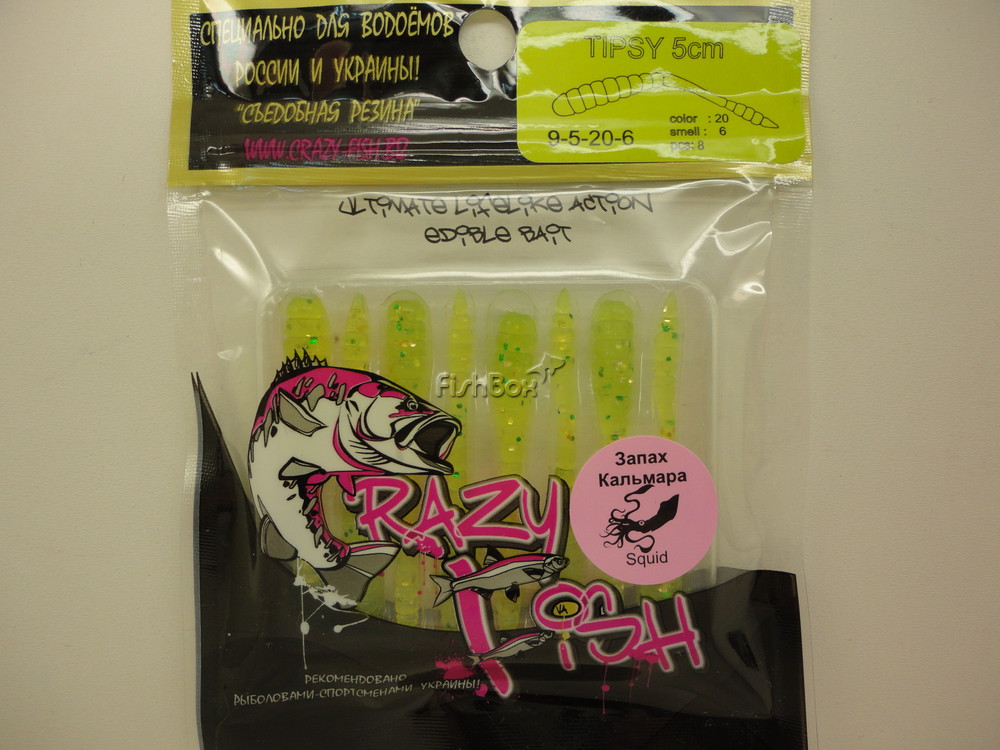 СПЕЦИАЛЬНО ДЛЯ ВОДОЁМОВ
РОССИИ И УКРАИНЫ!
"СЪЕДОБНАЯ РЕЗИНА"
WWW.CRAZY-FISH.BIZ
TIPSY 5cm
9-5-20-6
color : 20
smell : 6
pcs: 8
ULTIMATE LIFELIKE ACTION
EDIBLE BAIT
FishBox
CRAZY
FISH
Запах
Кальмара
Squid
РЕКОМЕНДОВАНО
РЫБОЛОВАМИ-СПОРТСМЕНАМИ УКРАИНЫ!